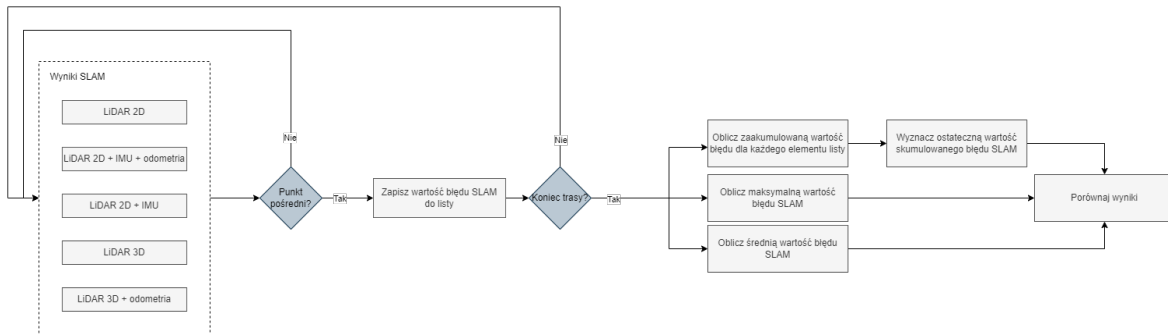 Wyniki SLAM
LiDAR 2D
LiDAR 2D + IMU + odometria
LiDAR 2D + IMU
LiDAR 3D
LiDAR 3D + odometria
Nie
Punkt
pośredni?
Tak
Zapisz wartość błędu SLAM
do listy
Nie
Koniec trasy?
Tak
Oblicz zaakumulowaną wartość
błędu dla każdego elementu listy
Wyznacz ostateczną wartość
skumulowanego błędu SLAM
Oblicz maksymalną wartość
błędu SLAM
Oblicz średnią wartość błędu
SLAM
Porównaj wyniki